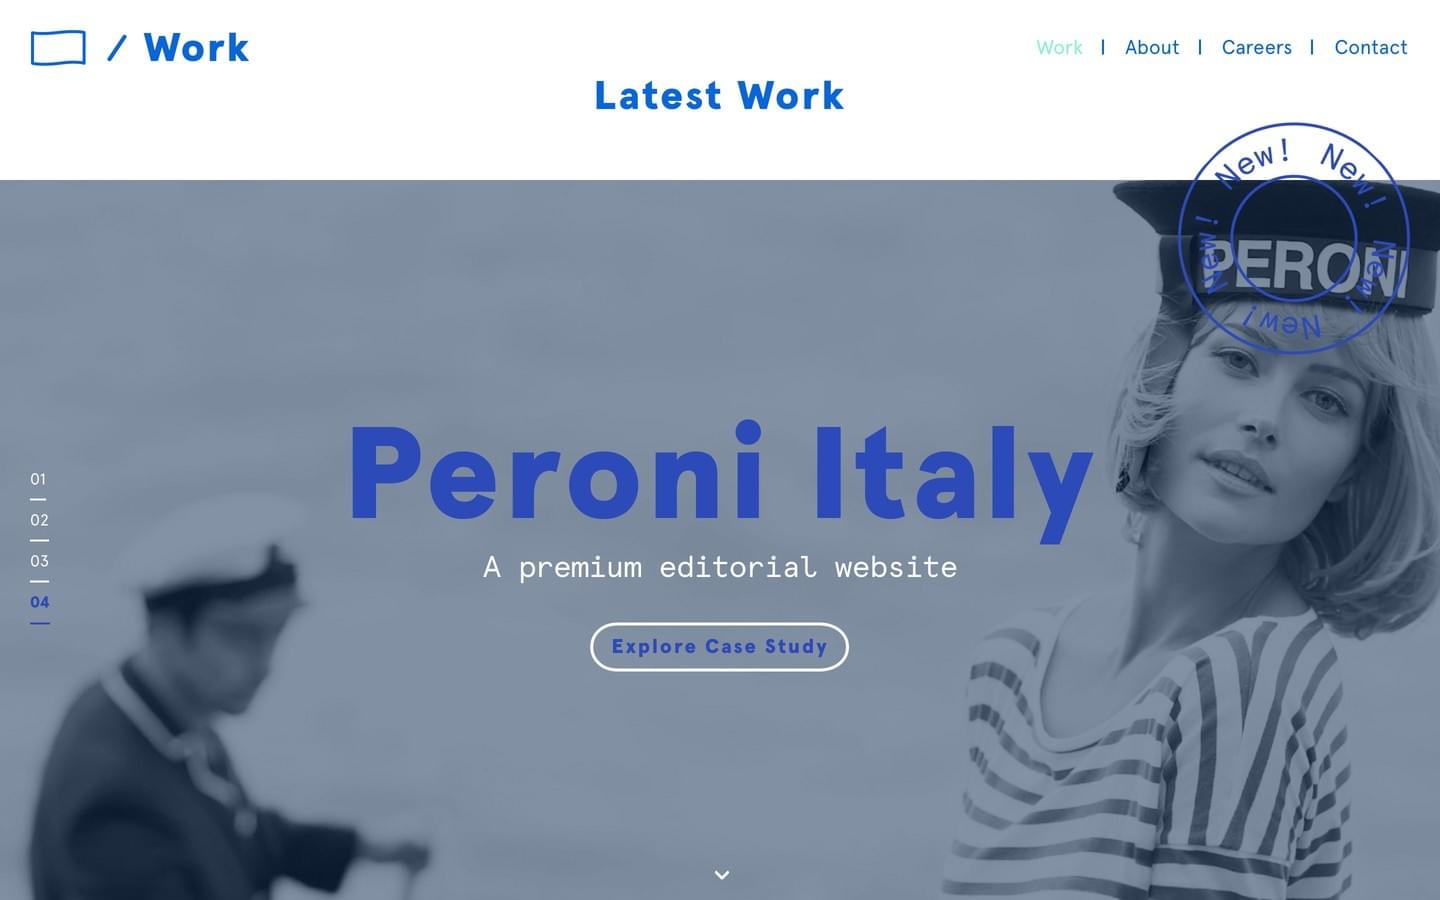 / Work
Work | About | Careers | Contact
Latest Work
New! New! New! New! New!
PERONI
Peroni Italy
A premium editorial website
Explore Case Study
01
02
03
04